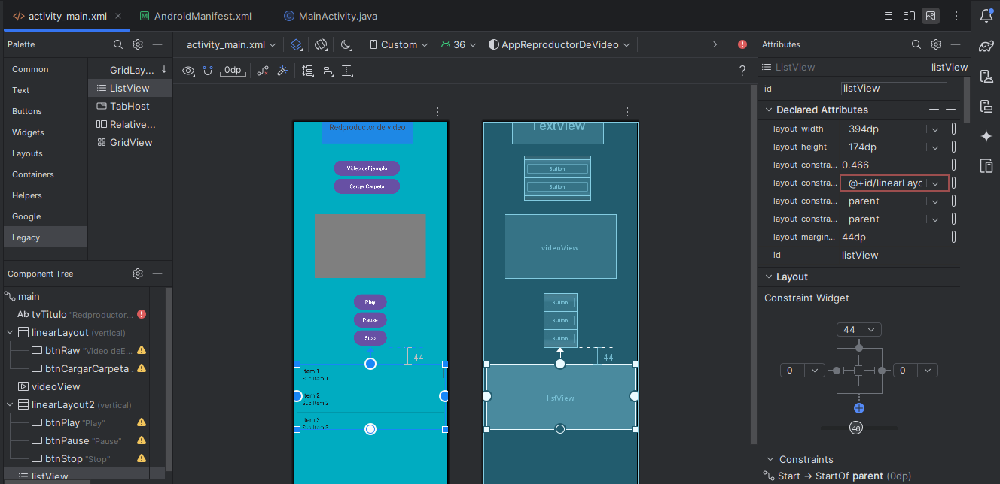 activity_main.xml
AndroidManifest.xml
MainActivity.java
Palette
activity_main.xml
Custom
36
AppReproductorDeVideo
Attributes
0dp
Common
Text
Buttons
Widgets
Layouts
Containers
Helpers
Google
Legacy
GridLay...
ListView
TabHost
Relative...
GridView
Component Tree
main
Ab tvTitulo "Redproductor...
linearLayout (vertical)
btnRaw "Video deE...
btnCargarCarpeta
videoView
linearLayout2 (vertical)
btnPlay "Play"
btnPause "Pause"
btnStop "Stop"
listView
Redproductor de video
Video deEjemplo
CargarCarpeta
Play
Pause
Stop
44
Item 1
Sub Item 1
Item 2
Sub Item 2
Item 3
Sub Item 3
TextView
Button
Button
videoView
Button
Button
Button
44
listView
ListView
listView
id
listView
Declared Attributes
layout_width 394dp
layout_height 174dp
layout_constra... 0.466
layout_constra... @+id/linearLayo
layout_constra... parent
layout_constra... parent
layout_margin... 44dp
id listView
Layout
Constraint Widget
44
0
0
46
Constraints
Start → StartOf parent (0dp)